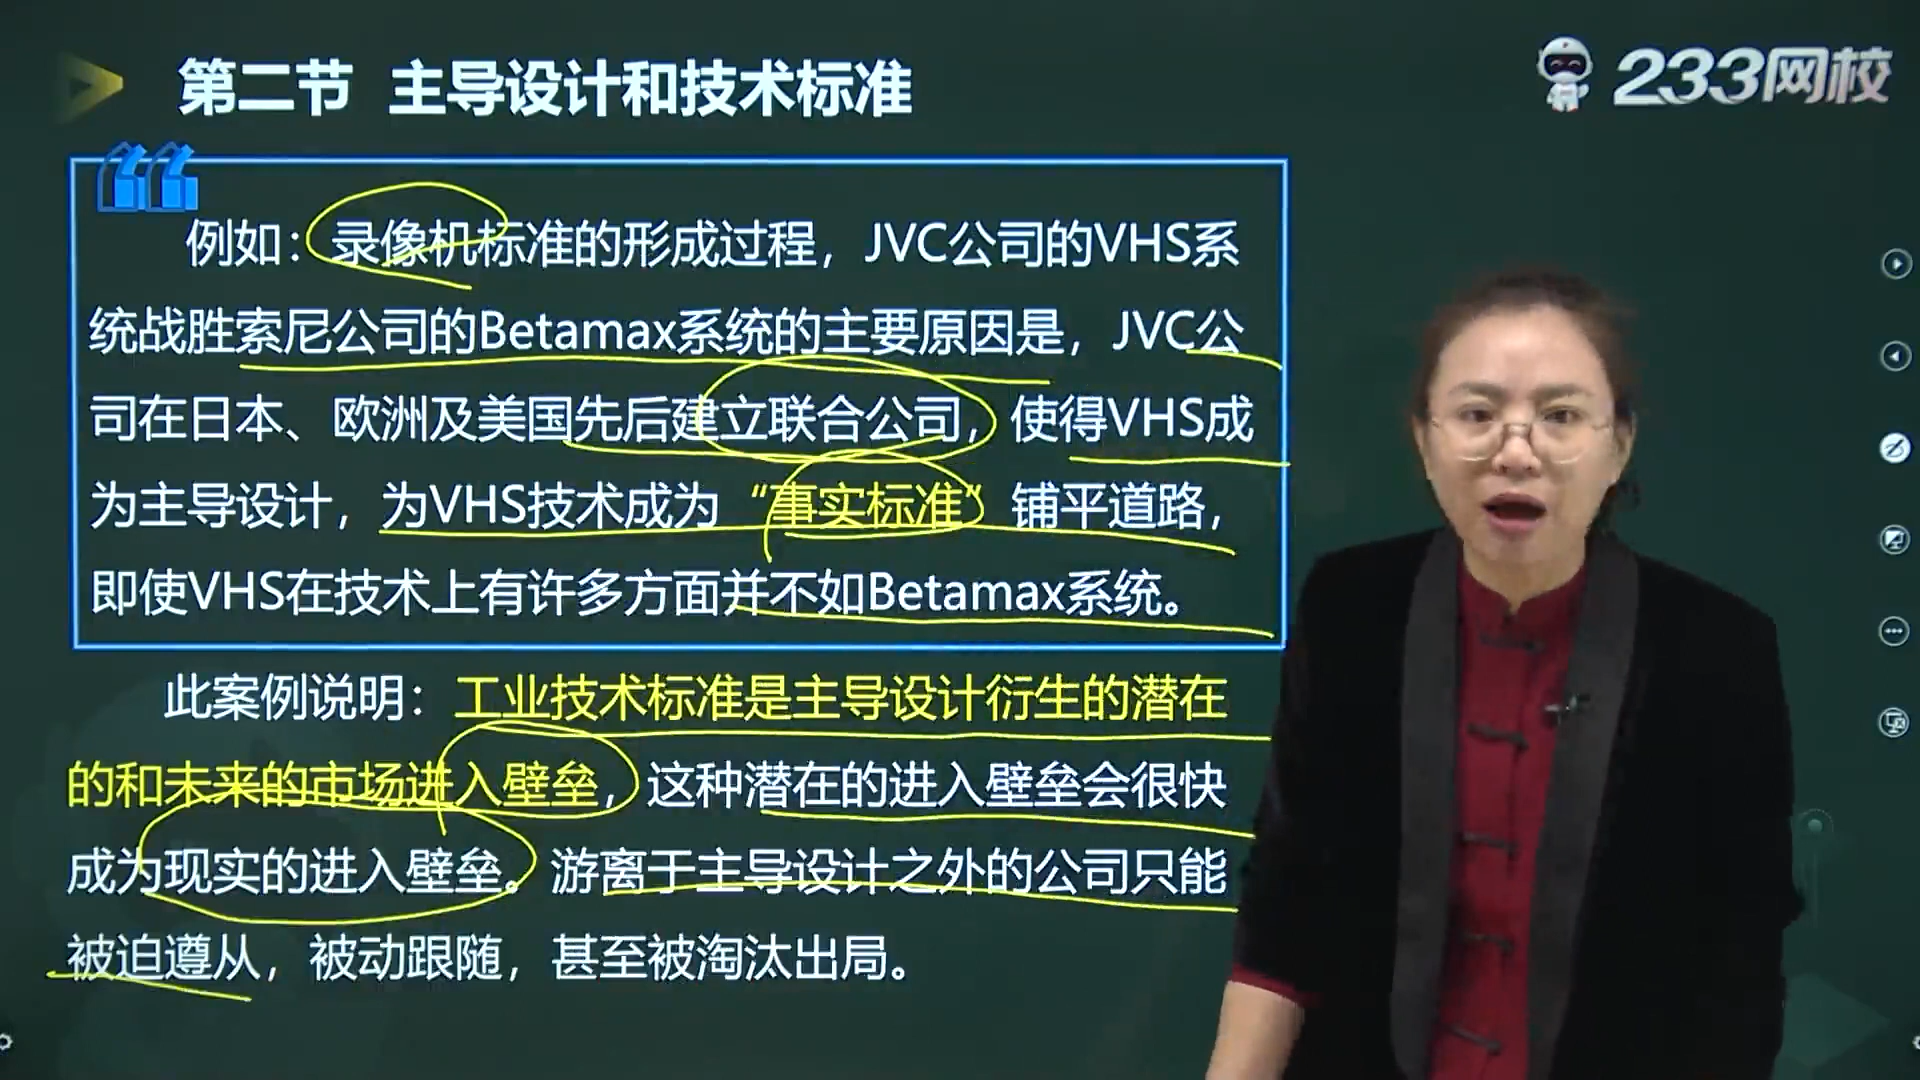 第二节 主导设计和技术标准
233网校
例如：录像机标准的形成过程，JVC公司的VHS系
统战胜索尼公司的Betamax系统的主要原因是，JVC公
司在日本、欧洲及美国先后建立联合公司，使得VHS成
为主导设计，为VHS技术成为“事实标准”铺平道路，
即使VHS在技术上有许多方面并不如Betamax系统。
此案例说明：工业技术标准是主导设计衍生的潜在
的和未来的市场进入壁垒，这种潜在的进入壁垒会很快
成为现实的进入壁垒。游离于主导设计之外的公司只能
被迫遵从，被动跟随，甚至被淘汰出局。